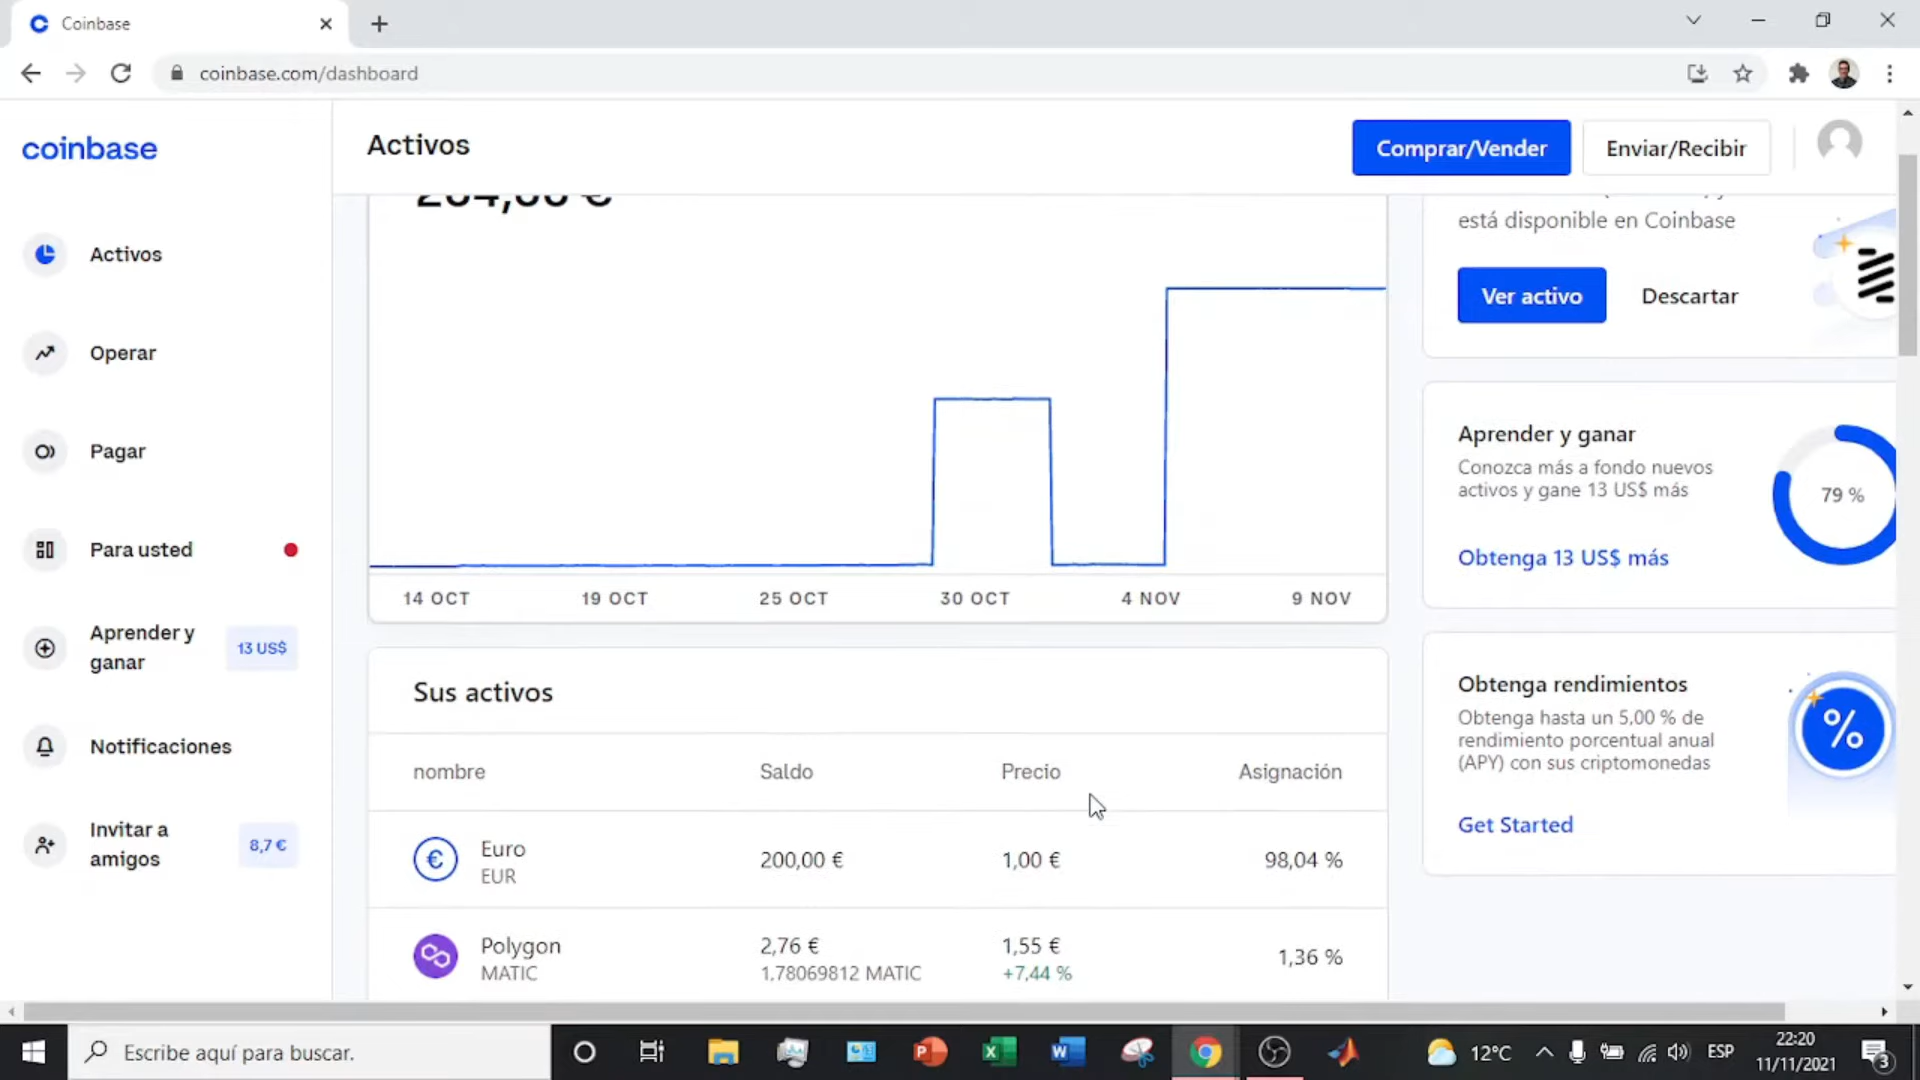 Coinbase
coinbase.com/dashboard
coinbase
Activos
Comprar/Vender
Enviar/Recibir
Activos
Operar
Pagar
Para usted
Aprender y
ganar
13 US$
Notificaciones
Invitar a
amigos
8,7 €
14 OCT
19 OCT
25 OCT
30 OCT
4 NOV
9 NOV
Sus activos
nombre
Saldo
Precio
Asignación
Euro
EUR
200,00 €
1,00 €
98,04 %
Polygon
MATIC
2,76 €
1,78069812 MATIC
1,55 €
+7,44 %
1,36 %
está disponible en Coinbase
Ver activo
Descartar
Aprender y ganar
Conozca más a fondo nuevos
activos y gane 13 US$ más
79 %
Obtenga 13 US$ más
Obtenga rendimientos
Obtenga hasta un 5,00 % de
rendimiento porcentual anual
(APY) con sus criptomonedas
%
Get Started
Escribe aquí para buscar.
12°C
ESP
22:20
11/11/2021
3